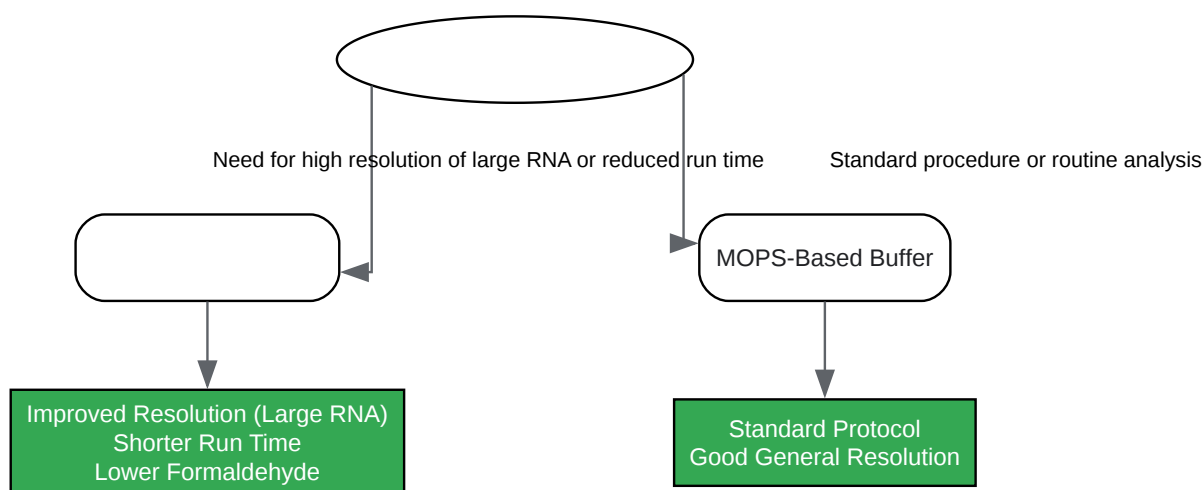 Need for high resolution of large RNA or reduced run time
Standard procedure or routine analysis
MOPS-Based Buffer
Improved Resolution (Large RNA)
Shorter Run Time
Lower Formaldehyde
Standard Protocol
Good General Resolution